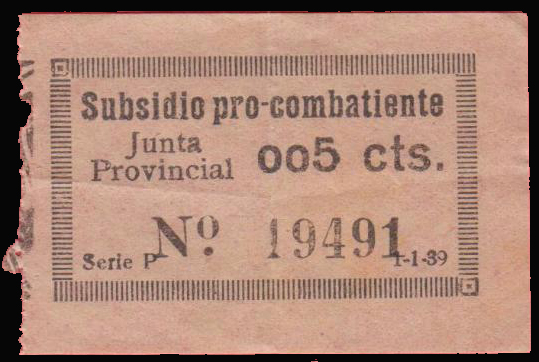 Subsidio pro-combatiente
Junta
Provincial
005 cts.
Nº 19491
Serie P
1-1-39